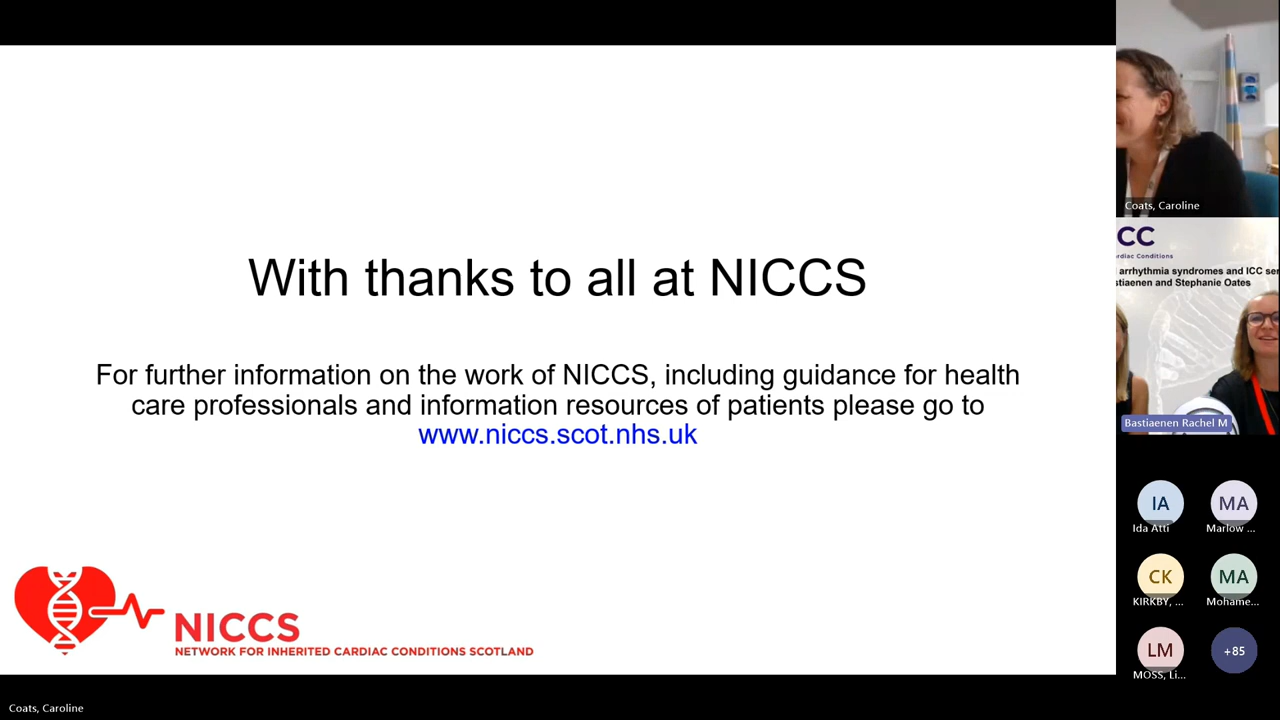 With thanks to all at NICCS
For further information on the work of NICCS, including guidance for health
care professionals and information resources of patients please go to
www.niccs.scot.nhs.uk
NICCS
NETWORK FOR INHERITED CARDIAC CONDITIONS SCOTLAND
Coats, Caroline
Coats, Caroline
CC
rdiac Conditions
arrhythmia syndromes and ICC ser
stiaenen and Stephanie Oates
Bastiaenen Rachel M
IA
MA
Ida Atti
Marlow ...
CK
MA
KIRKBY, ...
Mohame...
LM
+85
MOSS, Li...